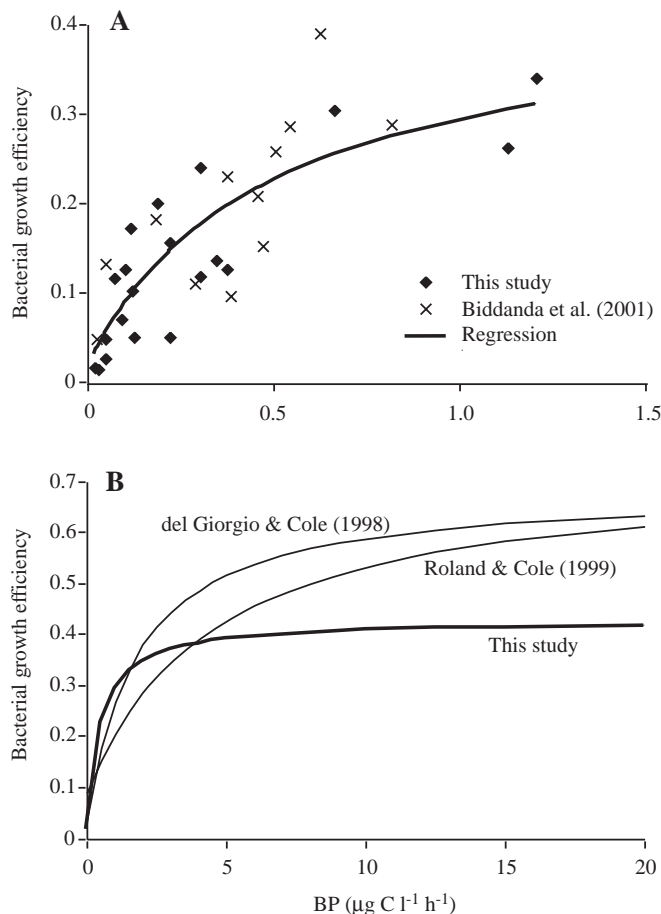 A
Bacterial growth efficiency
0.4
0.3
0.2
0.1
0
This study
Biddanda et al. (2001)
Regression
0
0.5
1.0
1.5
B
Bacterial growth efficiency
0.7
0.6
0.5
0.4
0.3
0.2
0.1
0
del Giorgio & Cole (1998)
Roland & Cole (1999)
This study
0
5
10
15
20
BP (µg C l⁻¹ h⁻¹)